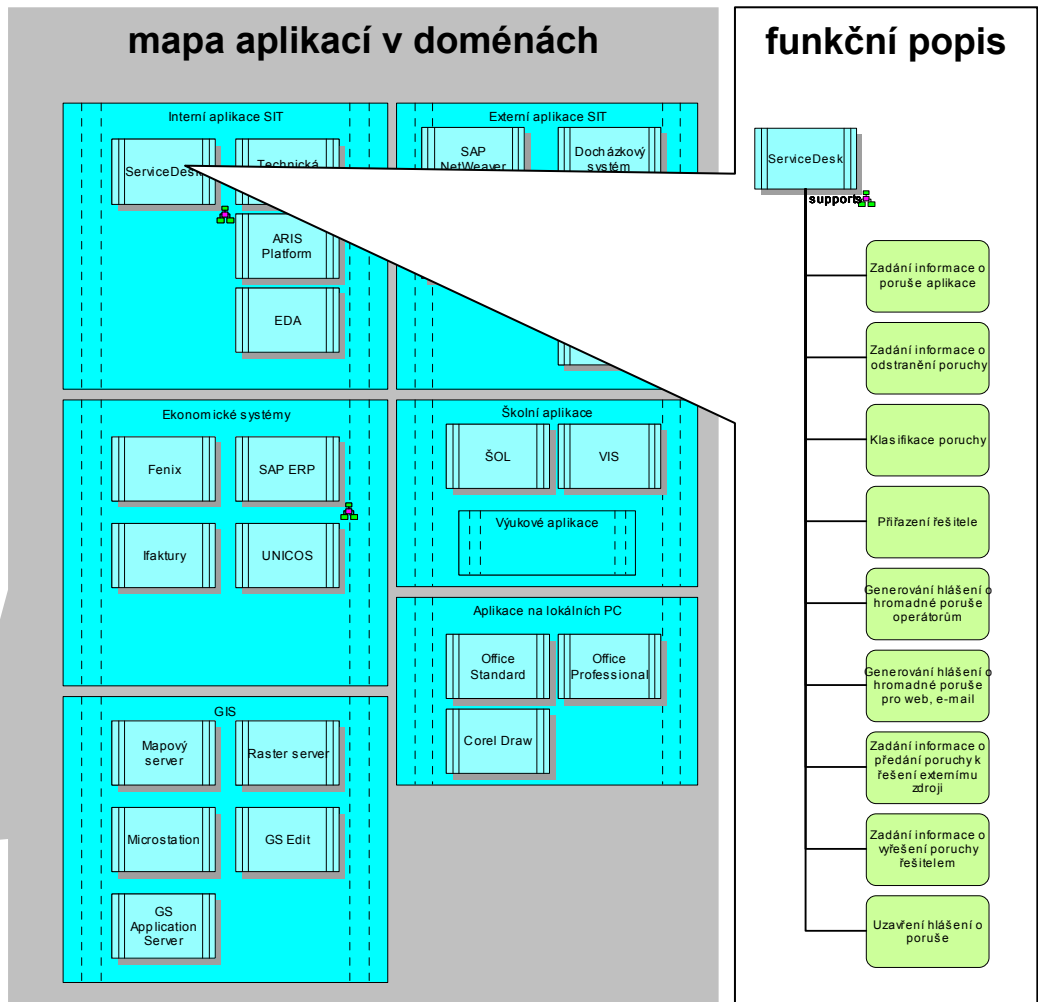 mapa aplikací v doménách
Interní aplikace SIT
ServiceDesk
Technická
ARIS
Platform
EDA
Externí aplikace SIT
SAP
NetWeaver
Docházkový
systém
Ekonomické systémy
Fenix
SAP ERP
Ifaktury
UNICOS
Školní aplikace
ŠOL
VIS
Výukové aplikace
Aplikace na lokálních PC
Office
Standard
Office
Professional
Corel Draw
GIS
Mapový
server
Raster server
Microstation
GS Edit
GS
Application
Server
funkční popis
ServiceDesk
supports
Zadání informace o
poruše aplikace
Zadání informace o
odstranění poruchy
Klasifikace poruchy
Přiřazení řešitele
Generování hlášení o
hromadné poruše
operátorům
Generování hlášení o
hromadné poruše
pro web, e-mail
Zadání informace o
předání poruchy k
řešení externímu
zdroji
Zadání informace o
vyřešení poruchy
řešitelem
Uzavření hlášení o
poruše